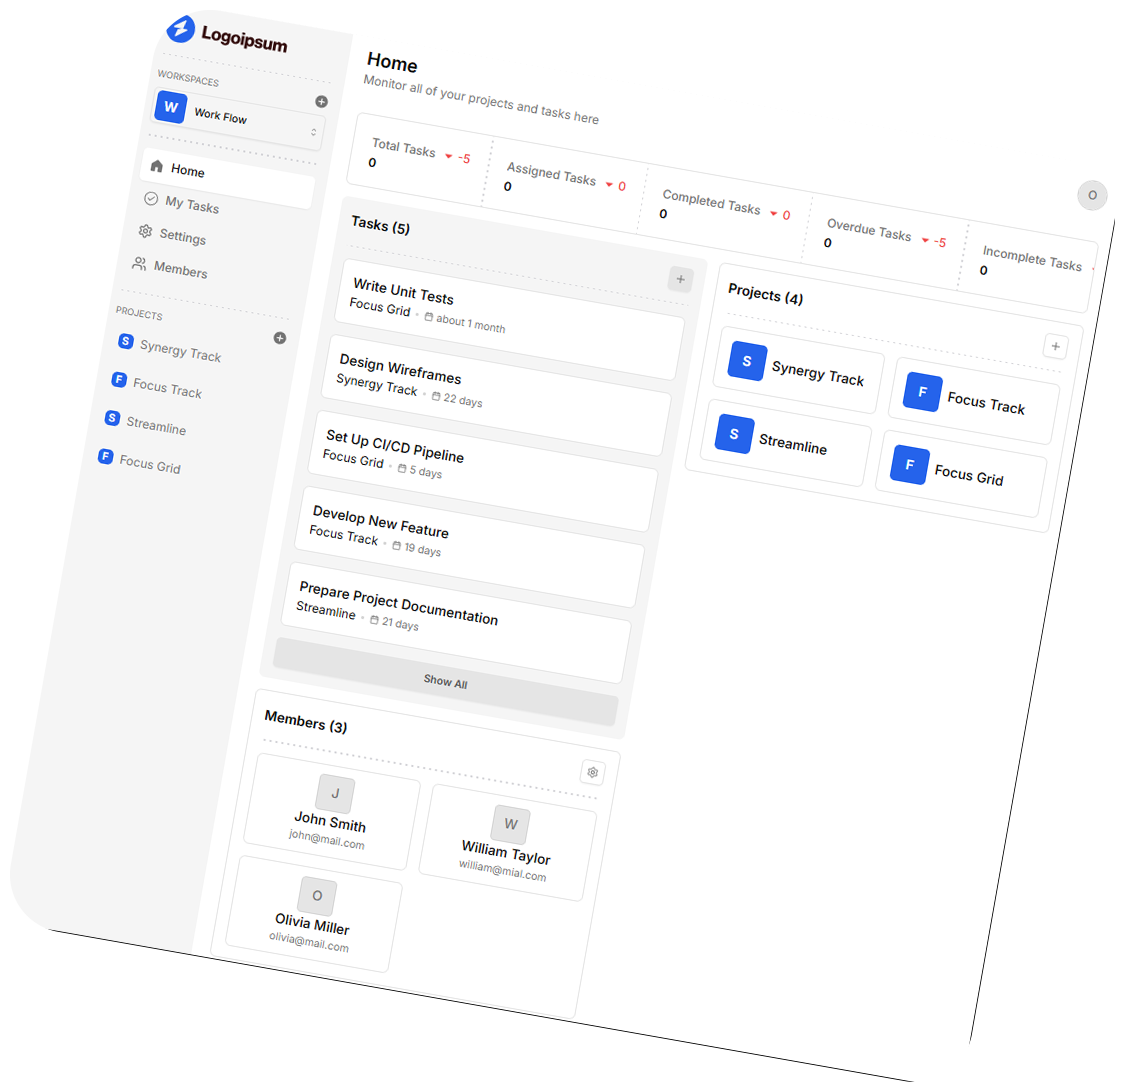 Logoipsum
WORKSPACES
W Work Flow
Home
My Tasks
Settings
Members
PROJECTS
S Synergy Track
F Focus Track
S Streamline
F Focus Grid
Home
Monitor all of your projects and tasks here
O
Total Tasks -5
0
Assigned Tasks 0
0
Completed Tasks 0
0
Overdue Tasks -5
0
Incomplete Tasks
0
Tasks (5)
Write Unit Tests
Focus Grid • about 1 month
Design Wireframes
Synergy Track • 22 days
Set Up CI/CD Pipeline
Focus Grid • 5 days
Develop New Feature
Focus Track • 19 days
Prepare Project Documentation
Streamline • 21 days
Show All
Projects (4)
S Synergy Track
F Focus Track
S Streamline
F Focus Grid
Members (3)
J
John Smith
john@mail.com
W
William Taylor
william@mial.com
O
Olivia Miller
olivia@mail.com